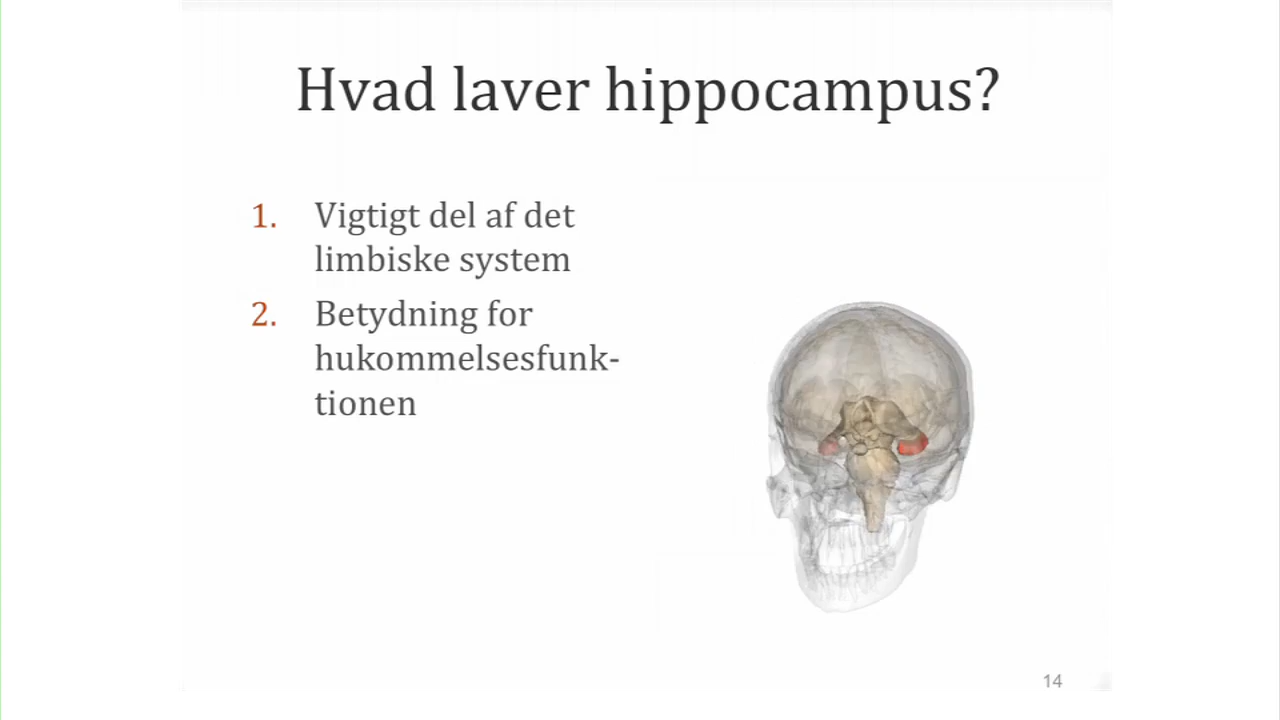 Hvad laver hippocampus?
1. Vigtigt del af det
limbiske system
2. Betydning for
hukommelsesfunk-
tionen
14